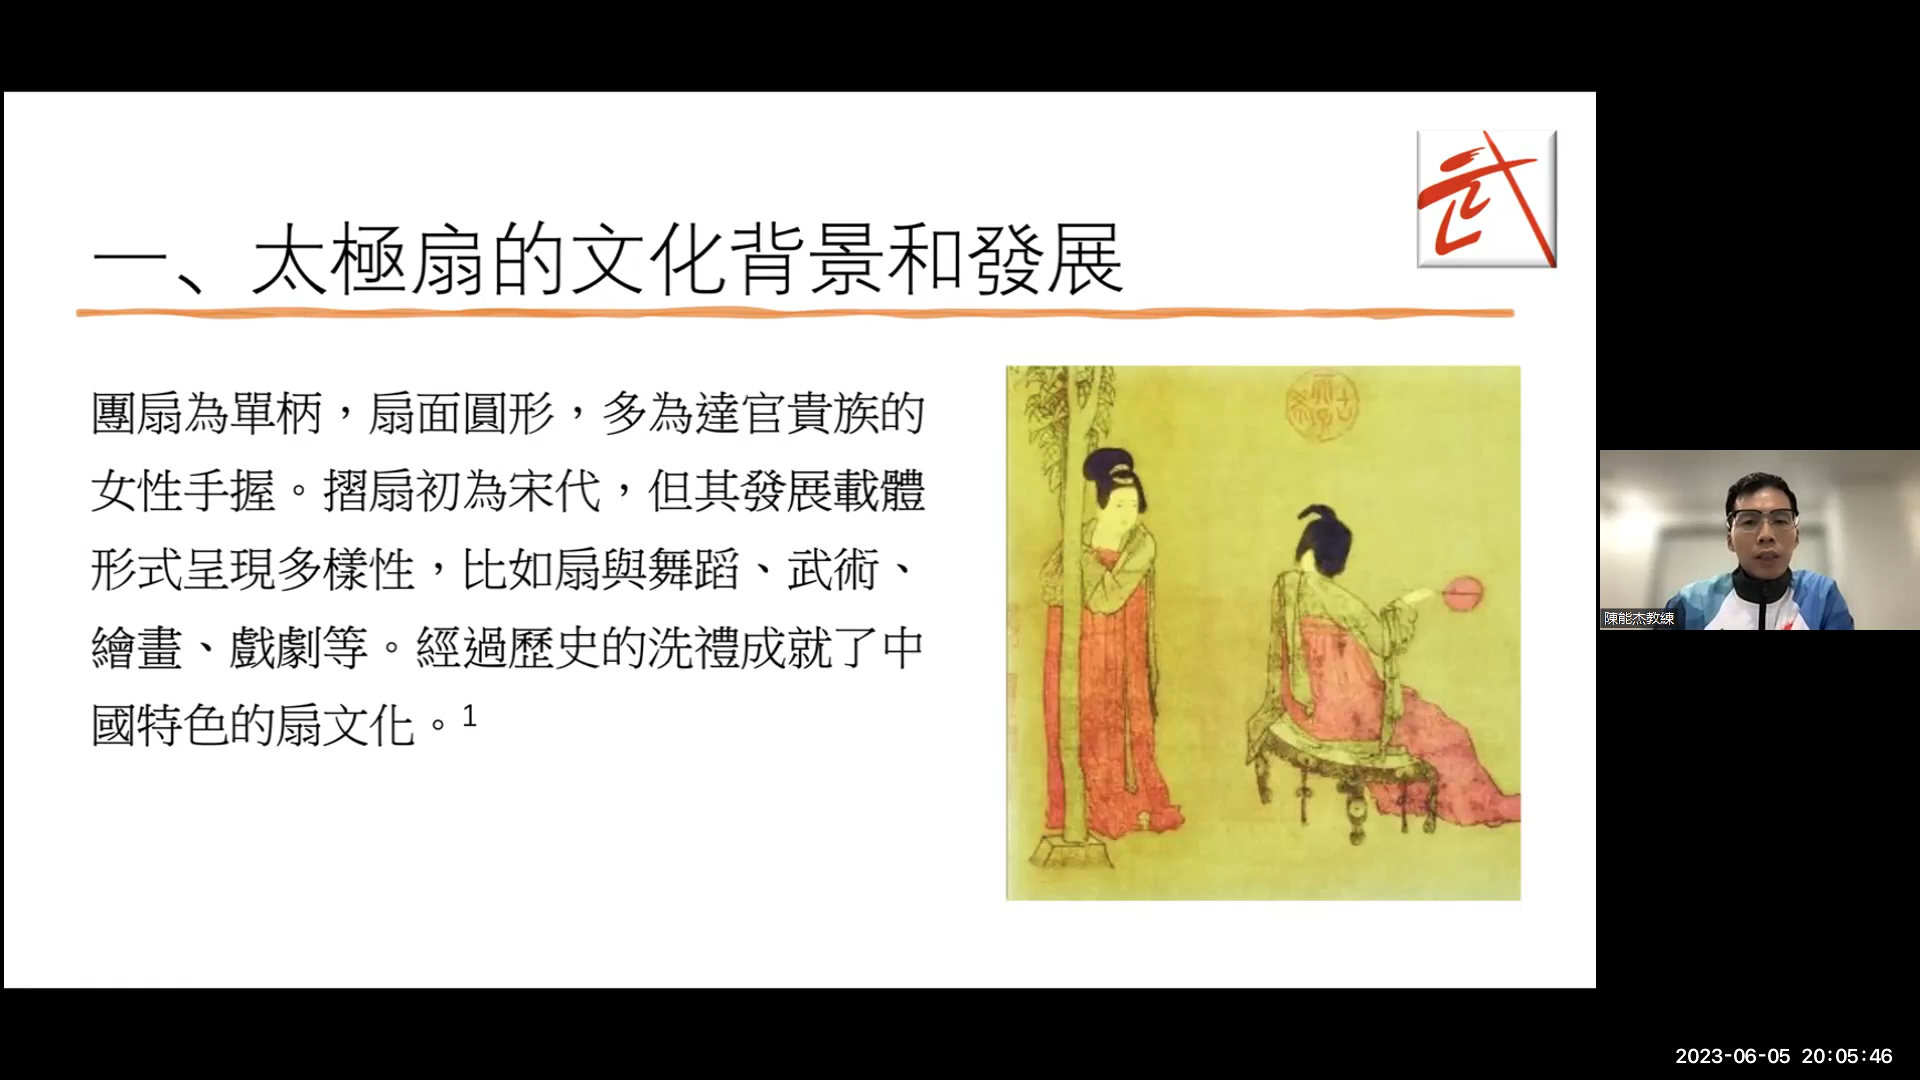 一、太極扇的文化背景和發展
武
團扇為單柄，扇面圓形，多為達官貴族的
女性手握。摺扇初為宋代，但其發展載體
形式呈現多樣性，比如扇與舞蹈、武術、
繪畫、戲劇等。經過歷史的洗禮成就了中
國特色的扇文化。1
陳能杰教練
2023-06-05 20:05:46